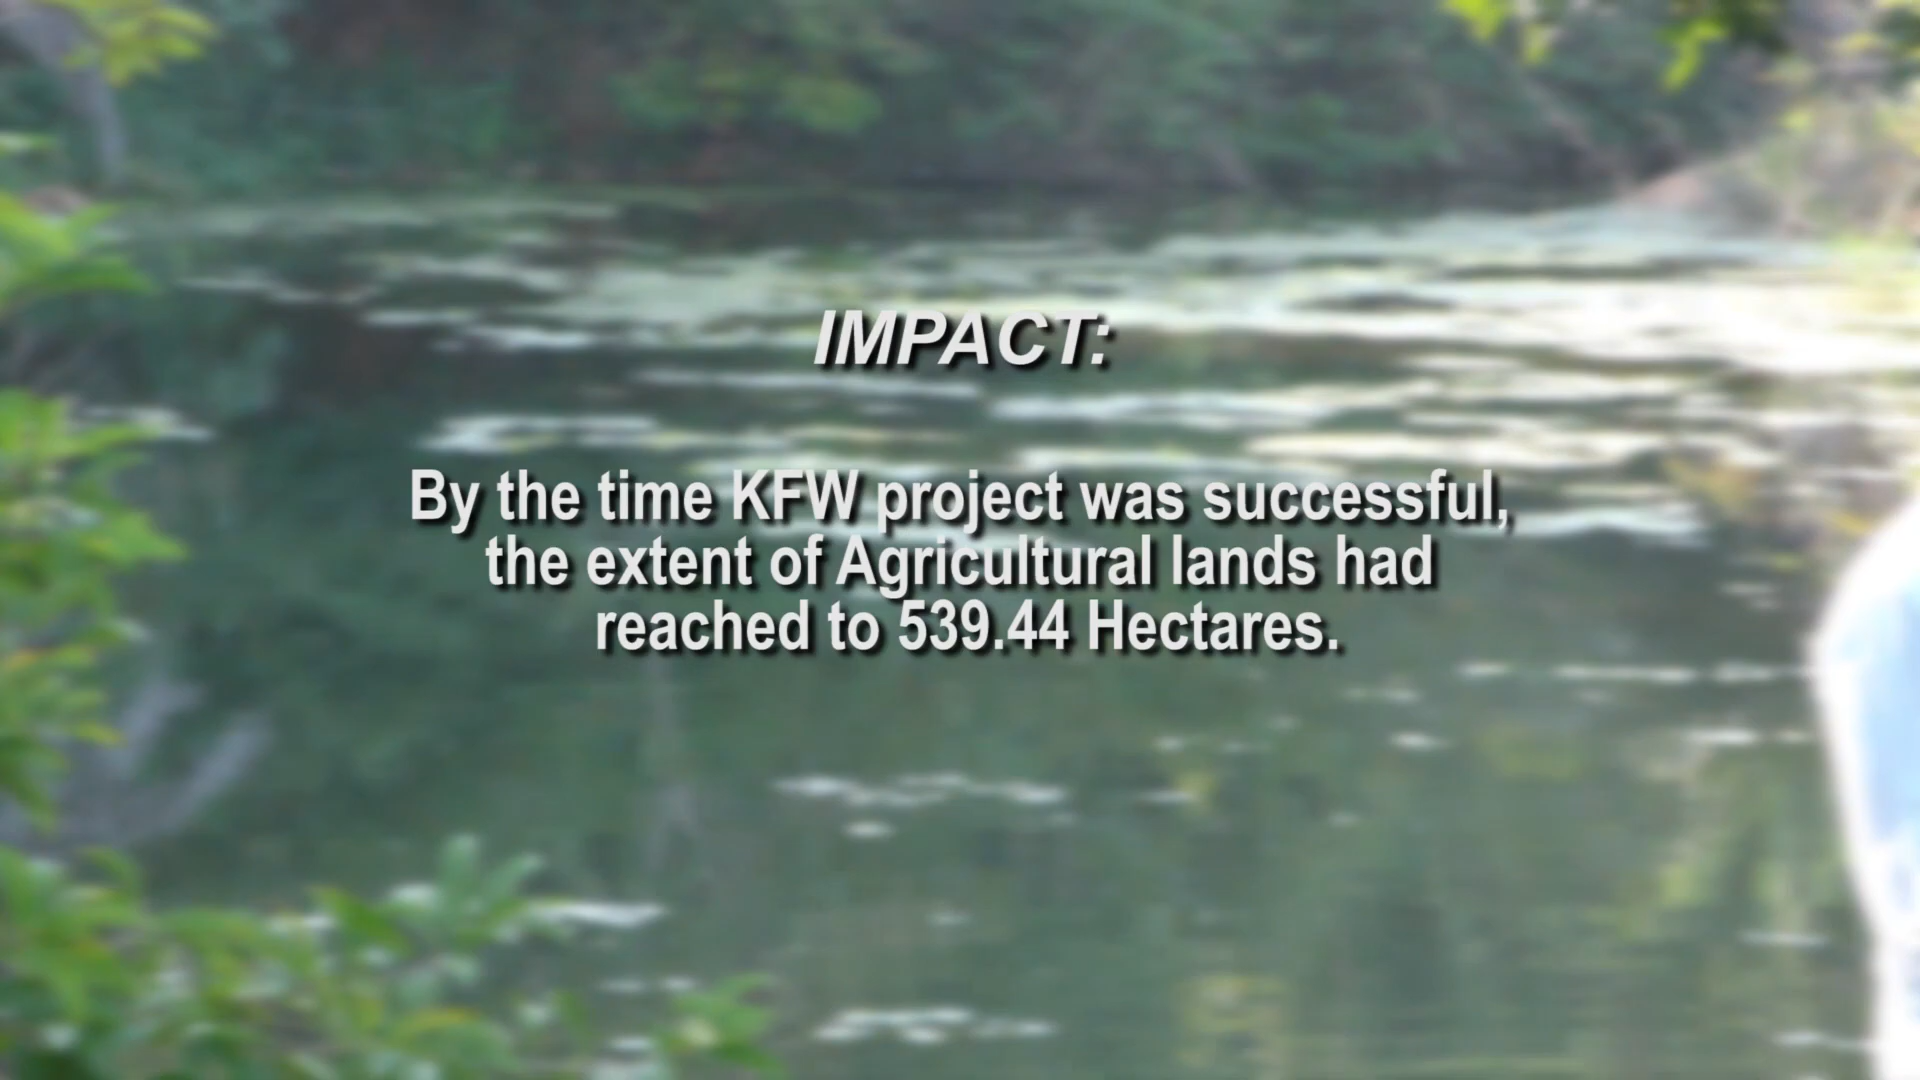 IMPACT:
By the time KFW project was successful,
the extent of Agricultural lands had
reached to 539.44 Hectares.